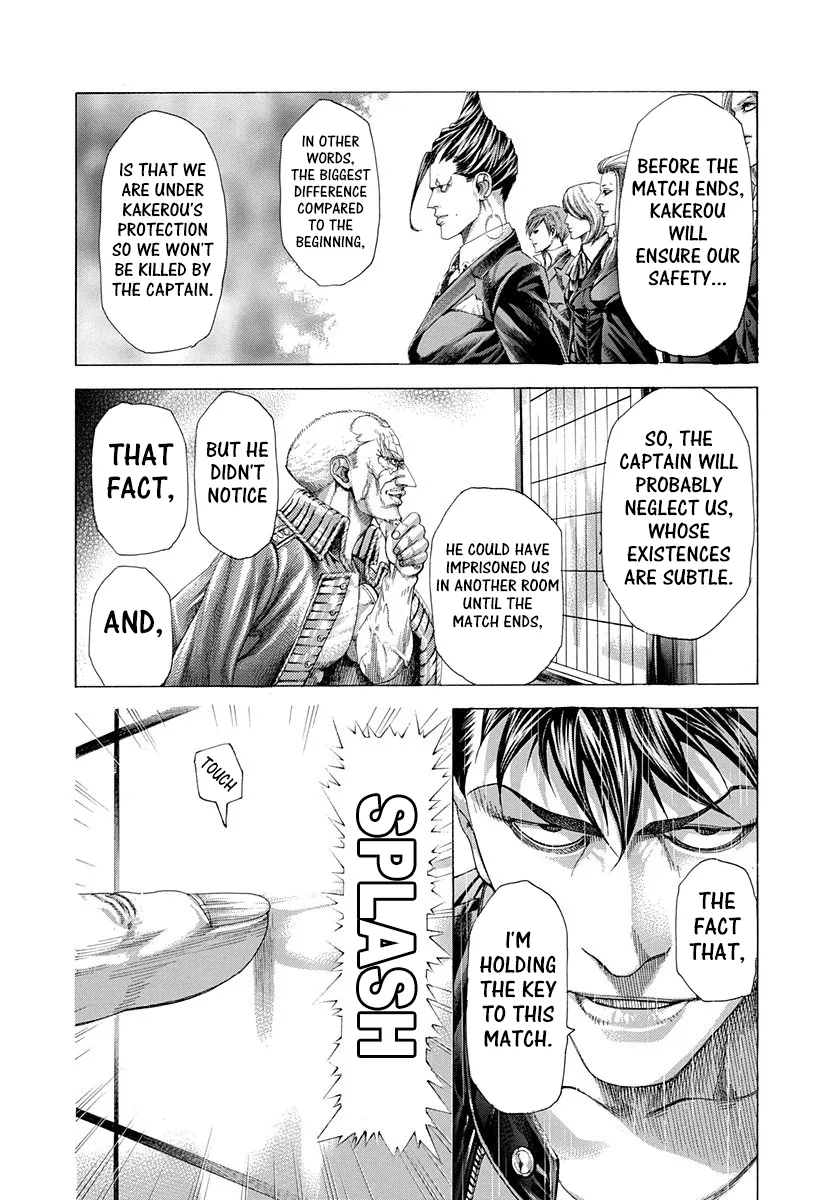 BEFORE THE
MATCH ENDS,
KAKEROU
WILL
ENSURE OUR
SAFETY...
IN OTHER
WORDS,
THE BIGGEST
DIFFERENCE
COMPARED
TO THE
BEGINNING,
IS THAT WE
ARE UNDER
KAKEROU'S
PROTECTION
SO WE WON'T
BE KILLED BY
THE CAPTAIN.
SO, THE
CAPTAIN WILL
PROBABLY
NEGLECT US,
WHOSE
EXISTENCES
ARE SUBTLE.
HE COULD HAVE
IMPRISONED US
IN ANOTHER ROOM
UNTIL THE
MATCH ENDS,
BUT HE
DIDN'T
NOTICE
THAT
FACT,
AND,
THE
FACT
THAT,
I'M
HOLDING
THE KEY
TO THIS
MATCH.
SPLASH
TOUCH